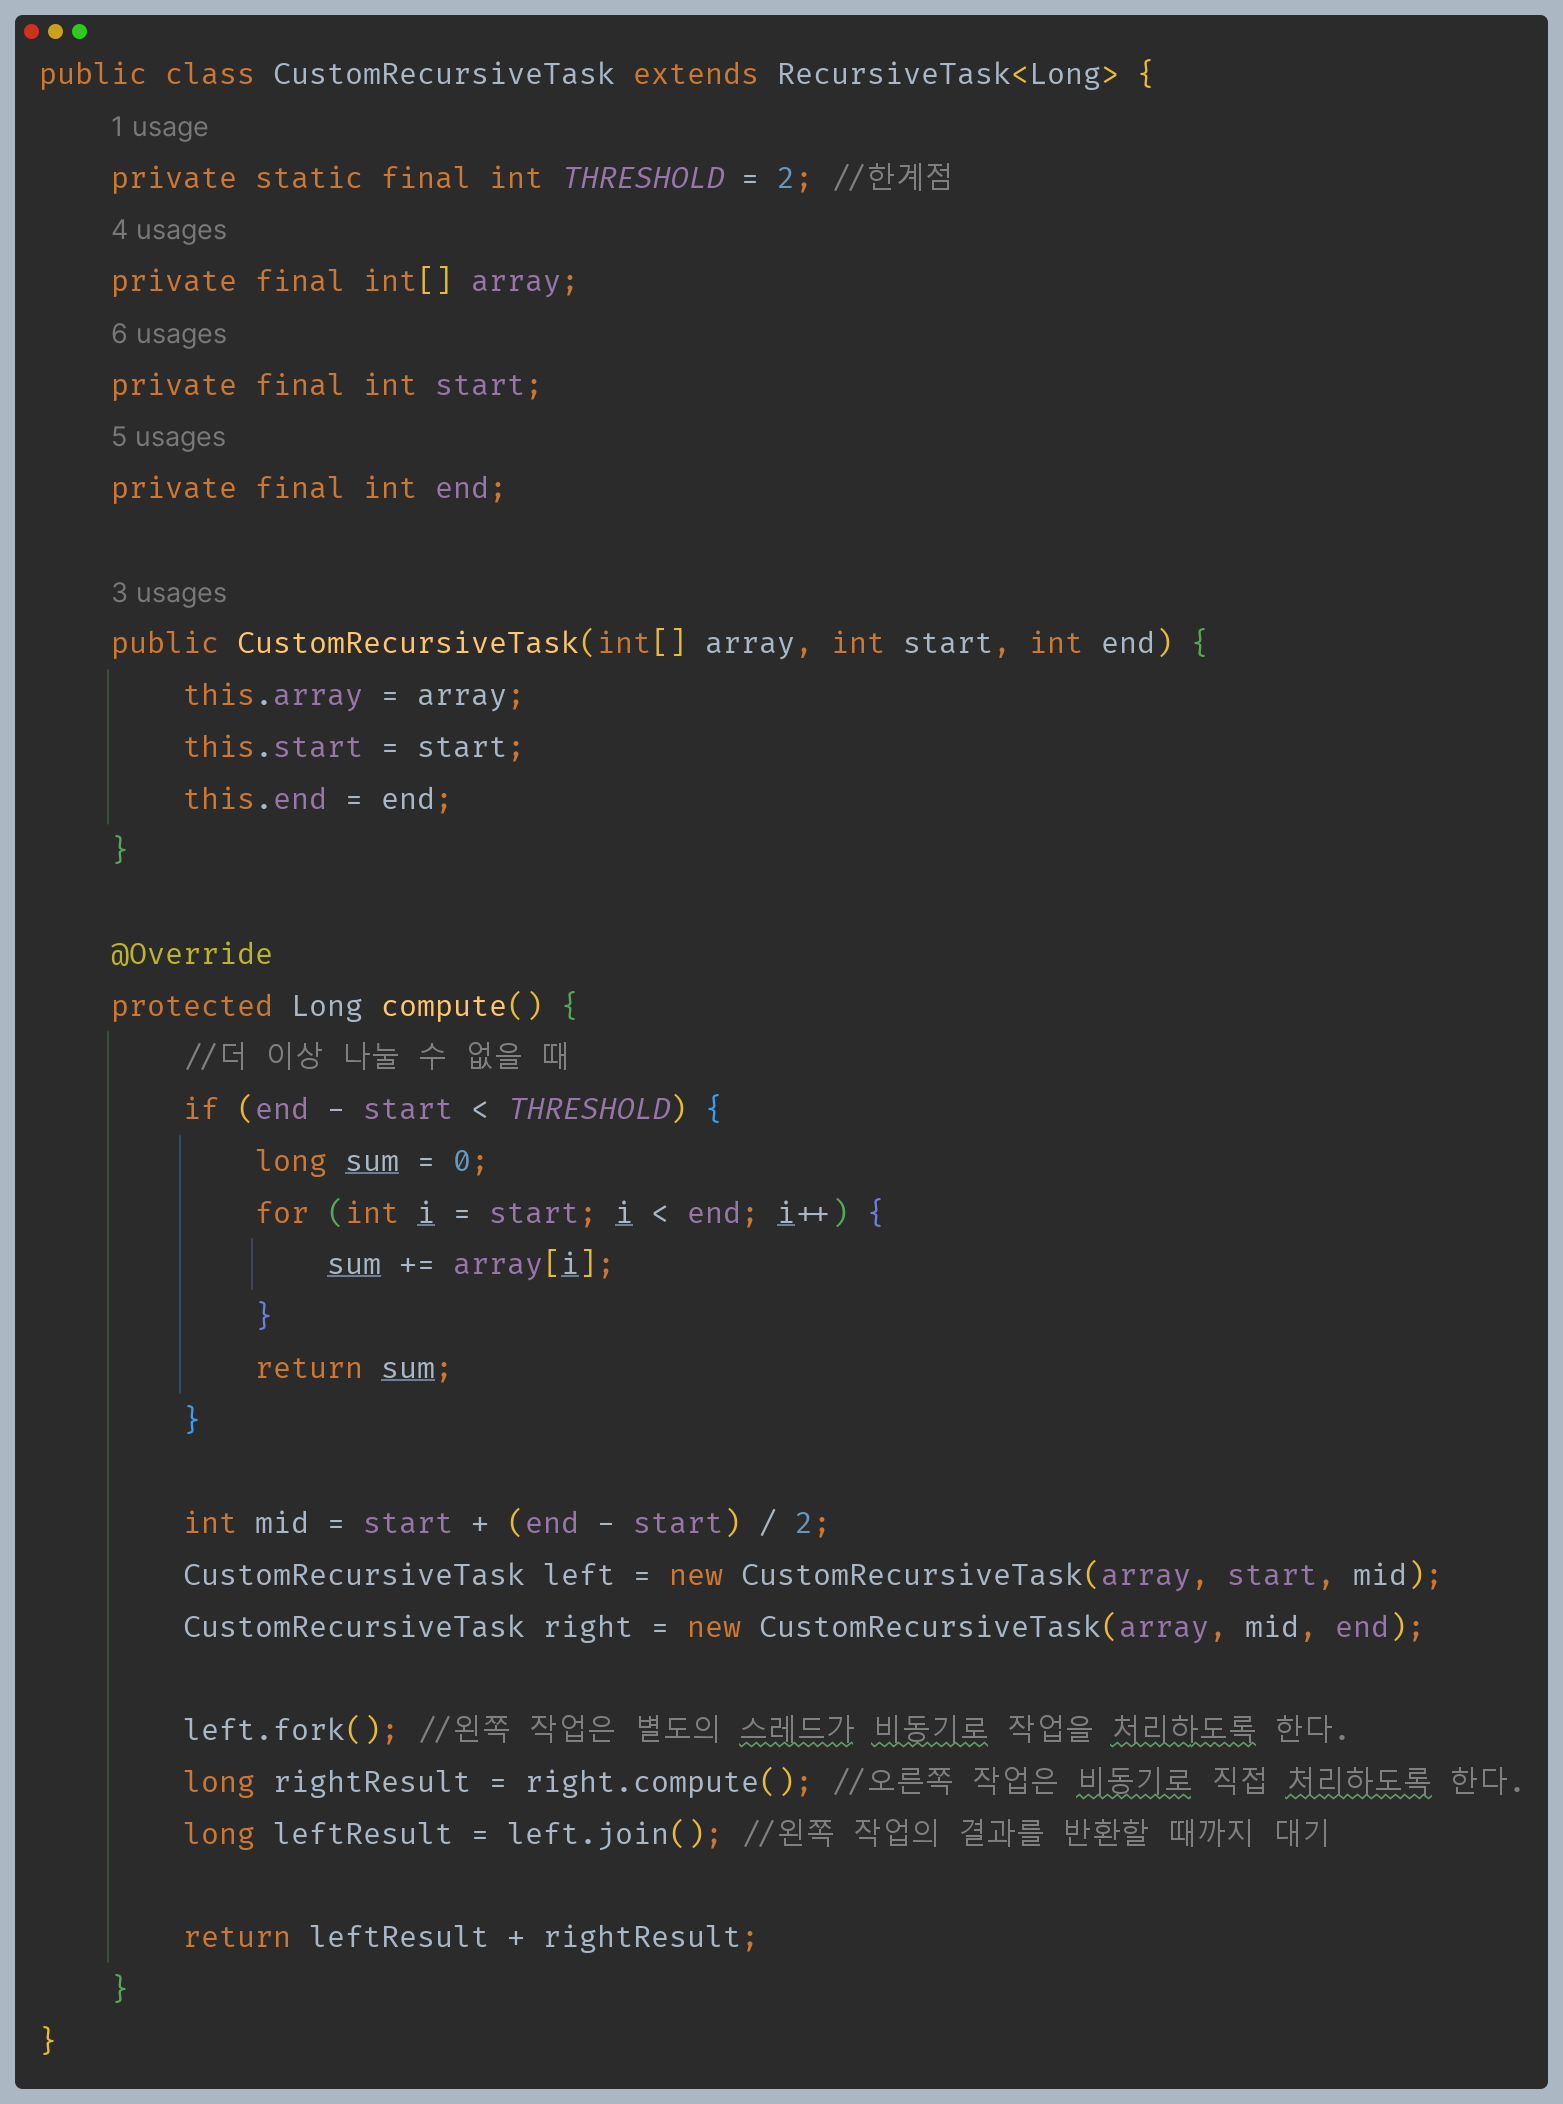 public class CustomRecursiveTask extends RecursiveTask<Long> {
1 usage
private static final int THRESHOLD = 2; //한계점
4 usages
private final int[] array;
6 usages
private final int start;
5 usages
private final int end;
3 usages
public CustomRecursiveTask(int[] array, int start, int end) {
this.array = array;
this.start = start;
this.end = end;
}
@Override
protected Long compute() {
//더 이상 나눌 수 없을 때
if (end - start < THRESHOLD) {
long sum = 0;
for (int i = start; i < end; i++) {
sum += array[i];
}
return sum;
}
int mid = start + (end - start) / 2;
CustomRecursiveTask left = new CustomRecursiveTask(array, start, mid);
CustomRecursiveTask right = new CustomRecursiveTask(array, mid, end);
left.fork(); //왼쪽 작업은 별도의 스레드가 비동기로 작업을 처리하도록 한다.
long rightResult = right.compute(); //오른쪽 작업은 비동기로 직접 처리하도록 한다.
long leftResult = left.join(); //왼쪽 작업의 결과를 반환할 때까지 대기
return leftResult + rightResult;
}
}